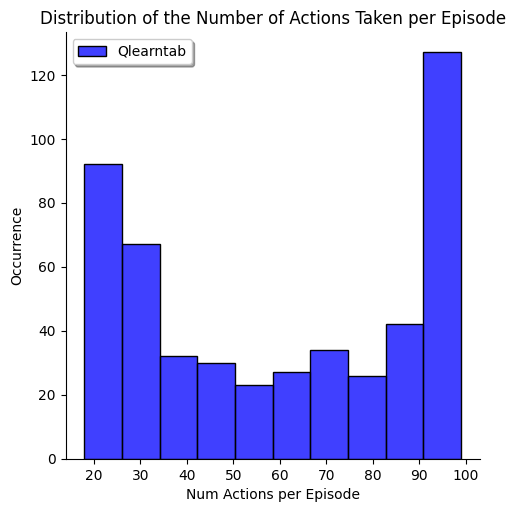 Distribution of the Number of Actions Taken per Episode
Qlearntab
120
100
80
60
40
20
0
Occurrence
20 30 40 50 60 70 80 90 100
Num Actions per Episode